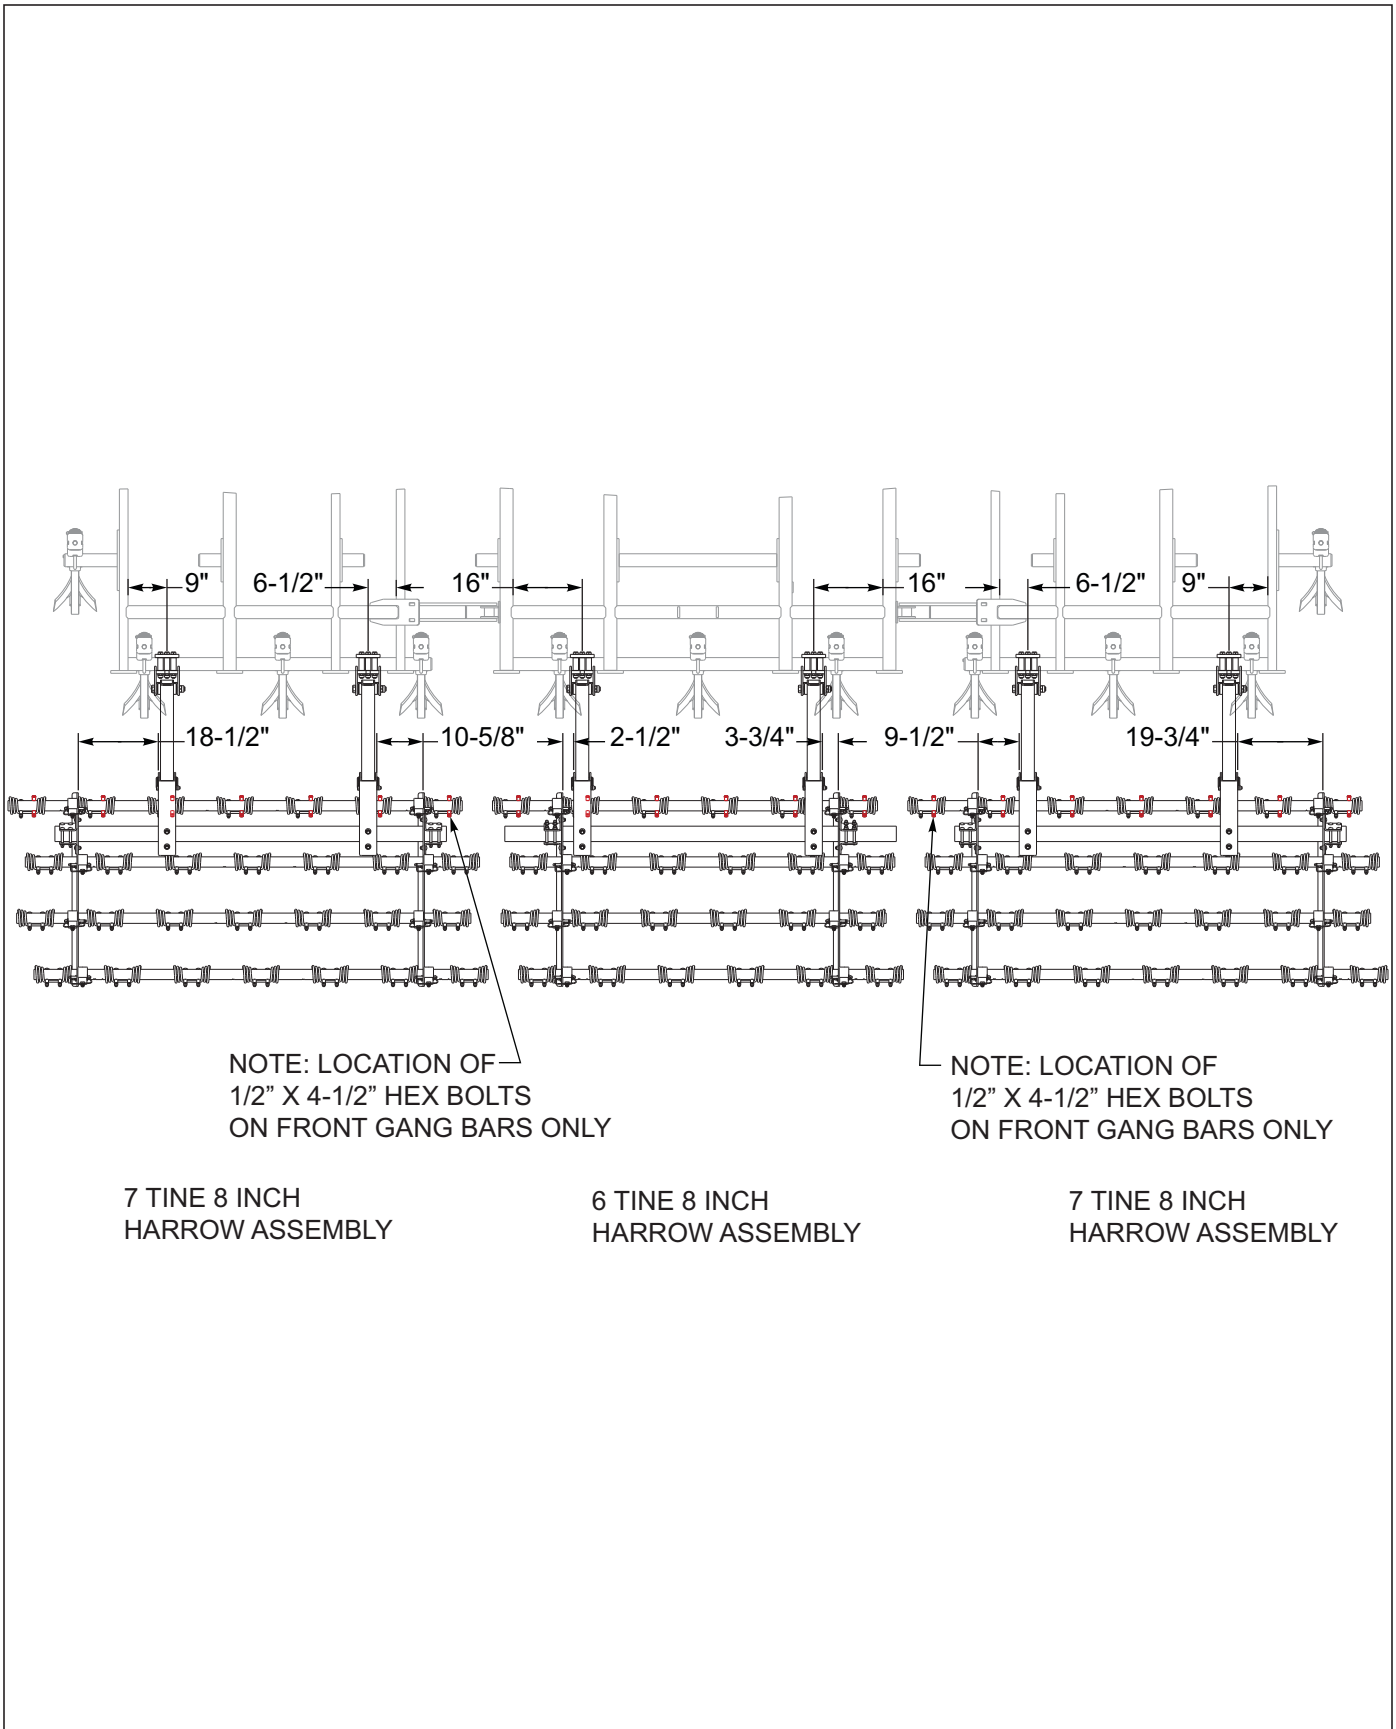 9" 6-1/2" 16" 16" 6-1/2" 9"
18-1/2" 10-5/8" 2-1/2" 3-3/4" 9-1/2" 19-3/4"
NOTE: LOCATION OF
1/2” X 4-1/2” HEX BOLTS
ON FRONT GANG BARS ONLY
NOTE: LOCATION OF
1/2” X 4-1/2” HEX BOLTS
ON FRONT GANG BARS ONLY
7 TINE 8 INCH
HARROW ASSEMBLY
6 TINE 8 INCH
HARROW ASSEMBLY
7 TINE 8 INCH
HARROW ASSEMBLY